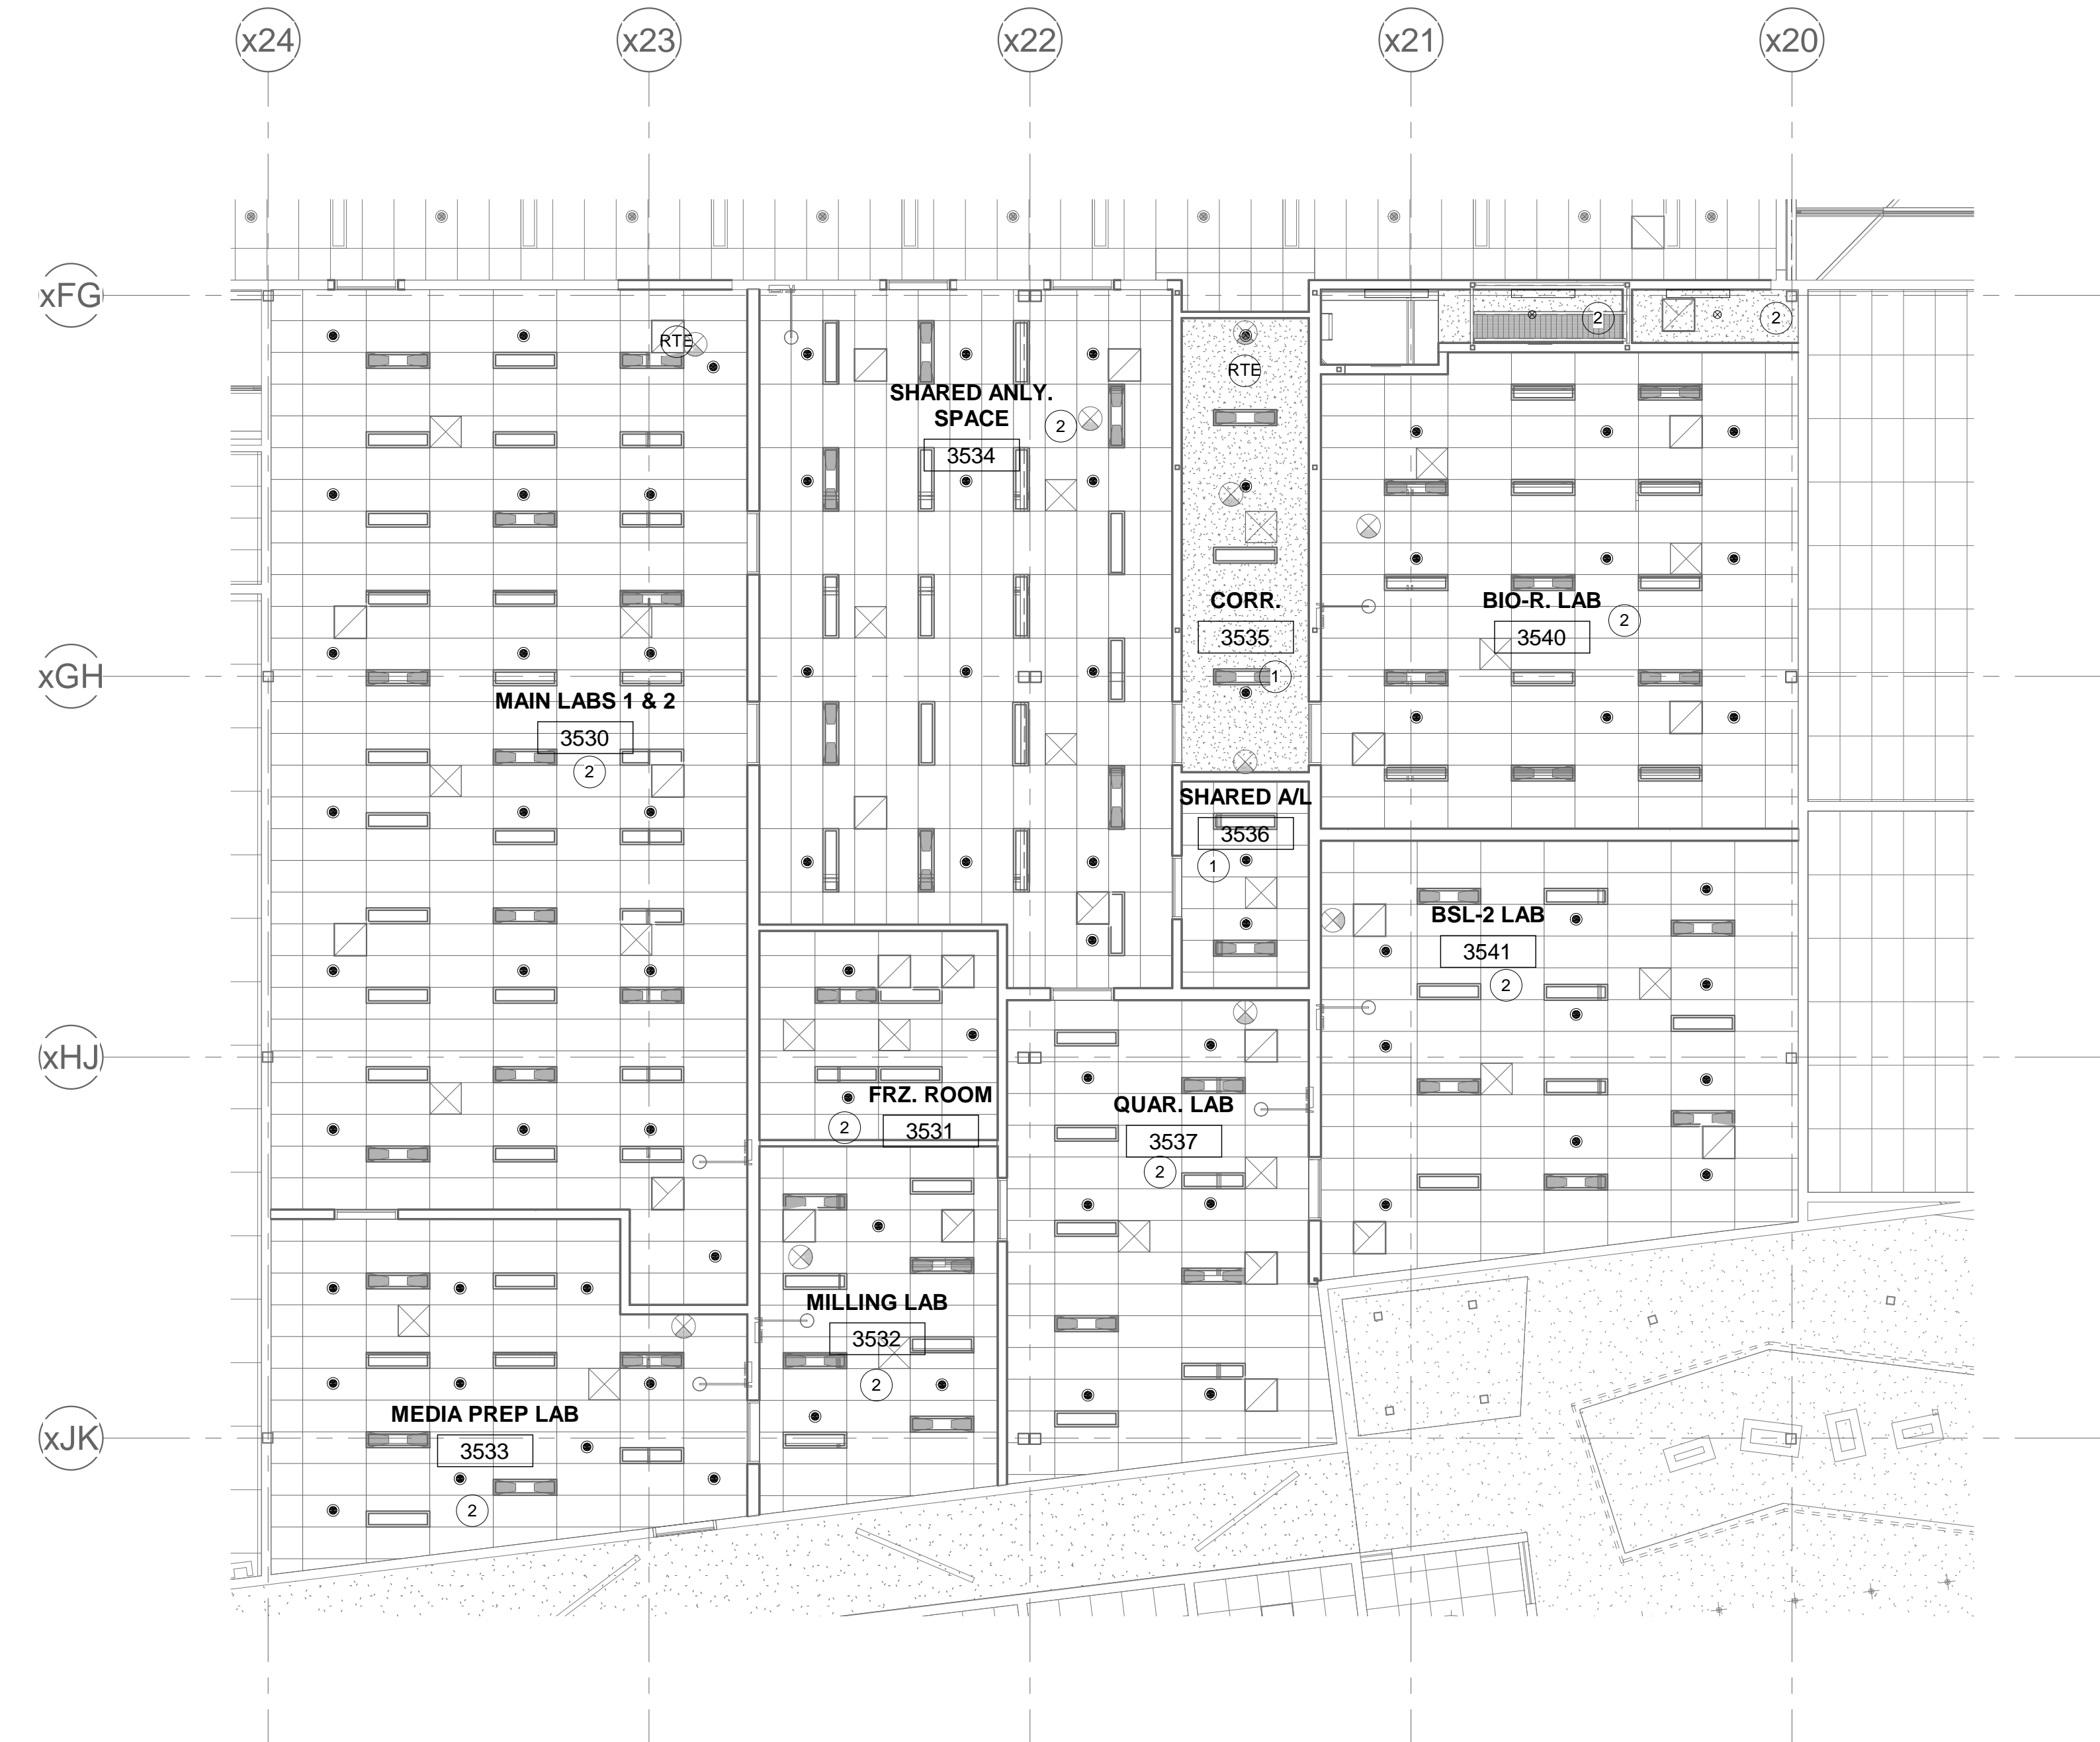 x24
x23
x22
x21
x20
xFG
2
2
RTE
RTE
SHARED ANLY.
SPACE
2
3534
CORR.
BIO-R. LAB
2
3535
3540
xGH
1
MAIN LABS 1 & 2
3530
2
SHARED A/L
3536
1
BSL-2 LAB
3541
2
xHJ
FRZ. ROOM
QUAR. LAB
2
3531
3537
2
MILLING LAB
3532
2
MEDIA PREP LAB
xJK
3533
2